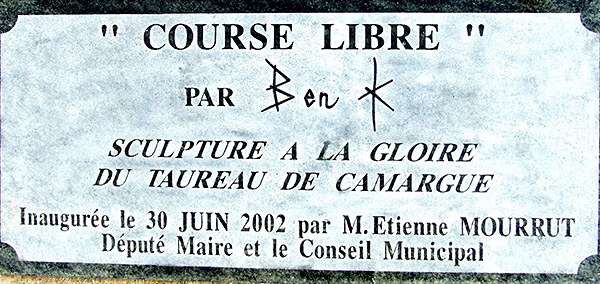 " COURSE LIBRE "
PAR Ben K
SCULPTURE A LA GLOIRE
DU TAUREAU DE CAMARGUE
Inaugurée le 30 JUIN 2002 par M.Etienne MOURRUT
Député Maire et le Conseil Municipal